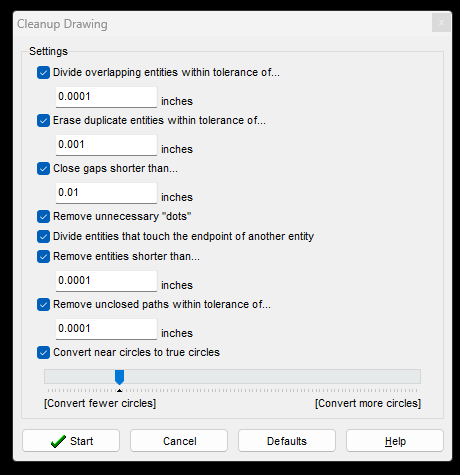 Cleanup Drawing
x
Settings
Divide overlapping entities within tolerance of...
0.0001 inches
Erase duplicate entities within tolerance of...
0.001 inches
Close gaps shorter than...
0.01 inches
Remove unnecessary "dots"
Divide entities that touch the endpoint of another entity
Remove entities shorter than...
0.0001 inches
Remove unclosed paths within tolerance of...
0.0001 inches
Convert near circles to true circles
[Convert fewer circles] [Convert more circles]
Start Cancel Defaults Help